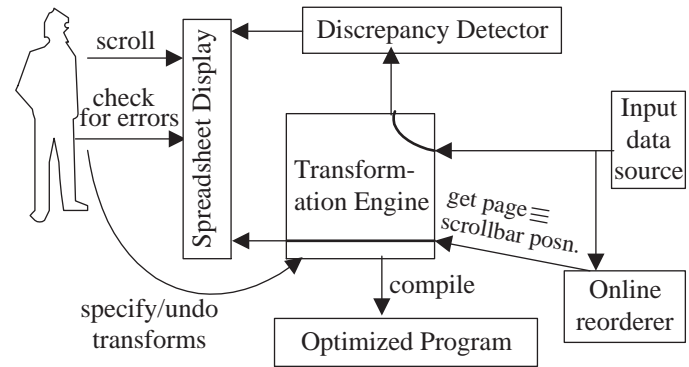 scroll
check
for errors
Spreadsheet Display
Discrepancy Detector
Transform-
ation Engine
Input
data
source
get page ≡
scrollbar posn.
Online
reorderer
compile
specify/undo
transforms
Optimized Program